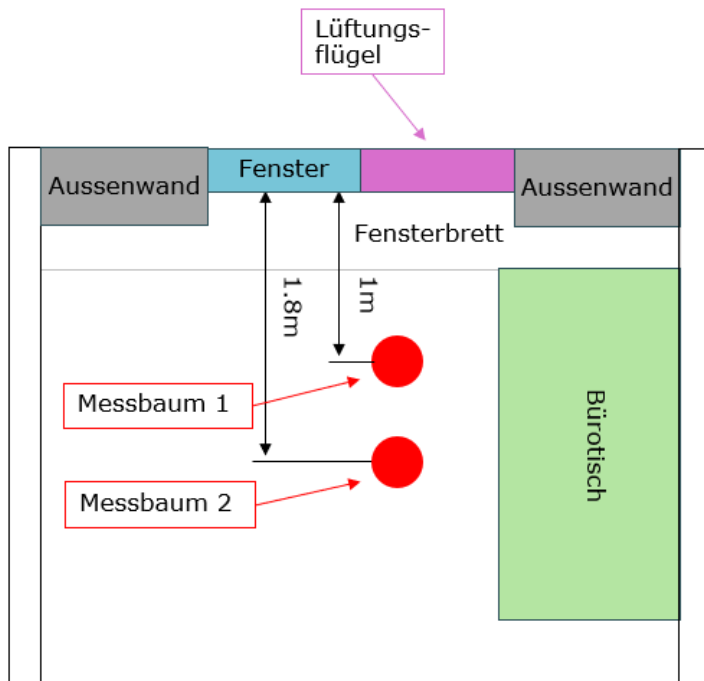 Lüftungs-
flügel
Fenster
Aussenwand
Aussenwand
Fensterbrett
1.8m
1m
Messbaum 1
Bürotisch
Messbaum 2